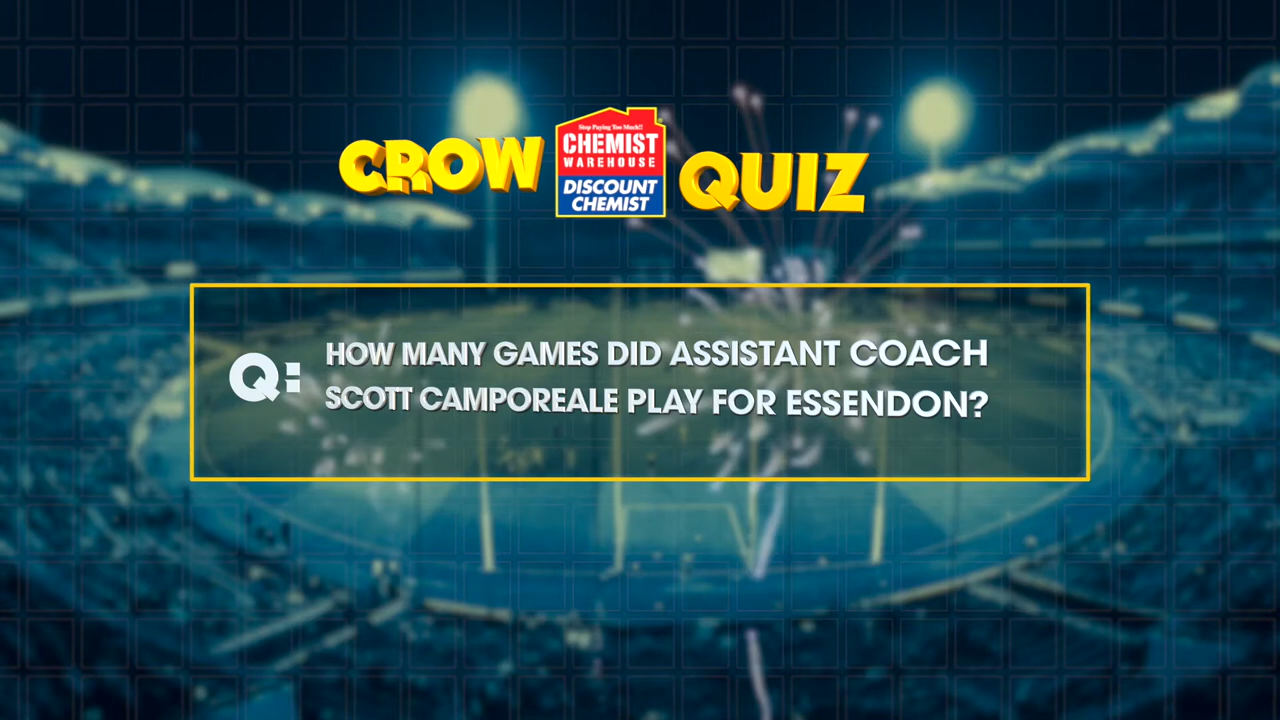 CROW
Stop Paying Too Much!!
CHEMIST
WAREHOUSE
DISCOUNT
CHEMIST
QUIZ
Q: HOW MANY GAMES DID ASSISTANT COACH
SCOTT CAMPOREALE PLAY FOR ESSENDON?